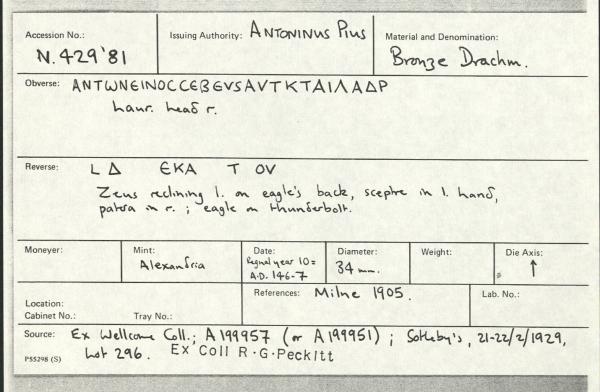 Accession No.: Issuing Authority: ANTONINUS PIUS Material and Denomination:
N. 429'81 Bronze Drachm.
Obverse: ANTωNEINOCCEBEVSAVTKTAIΛAΔP
Laur. head r.
Reverse: L Δ ЄKA T OV
Zeus reclining l. on eagle's back, sceptre in l. hand,
patera in r. ; eagle on thunderbolt.
Moneyer: Mint: Date: Diameter: Weight: Die Axis:
Alexandria Regnal year 10 = A.D. 146-7 34 mm. ↑
References: Milne 1905. Lab. No.:
Location:
Cabinet No.: Tray No.:
Source: Ex Wellcome Coll.; A199957 (or A199951) ; Sotheby's, 21-22/2/1929,
Lot 296. Ex Coll R.G.Peckitt
P55298 (S)